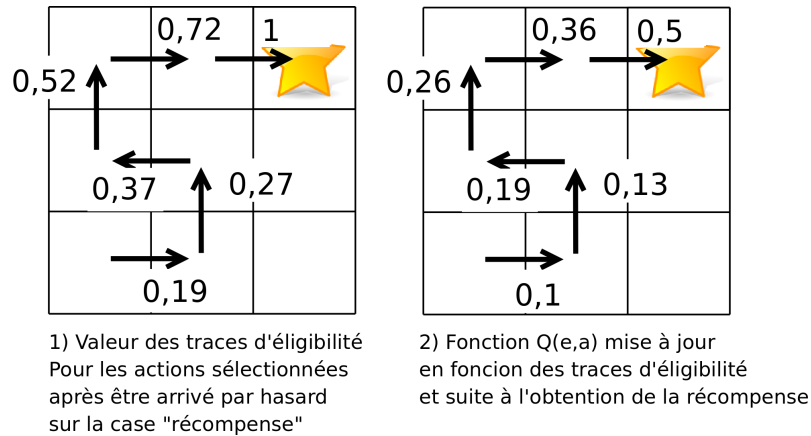 0,72 1
0,52
0,37 0,27
0,19
0,36 0,5
0,26
0,19 0,13
0,1
1) Valeur des traces d'éligibilité
Pour les actions sélectionnées
après être arrivé par hasard
sur la case "récompense"
2) Fonction Q(e,a) mise à jour
en foncion des traces d'éligibilité
et suite à l'obtention de la récompense